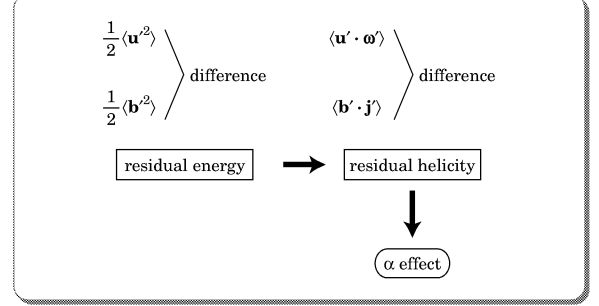 1/2 ⟨u′²⟩ ⟨u′ · ω′⟩
difference difference
1/2 ⟨b′²⟩ ⟨b′ · j′⟩
residual energy residual helicity
α effect